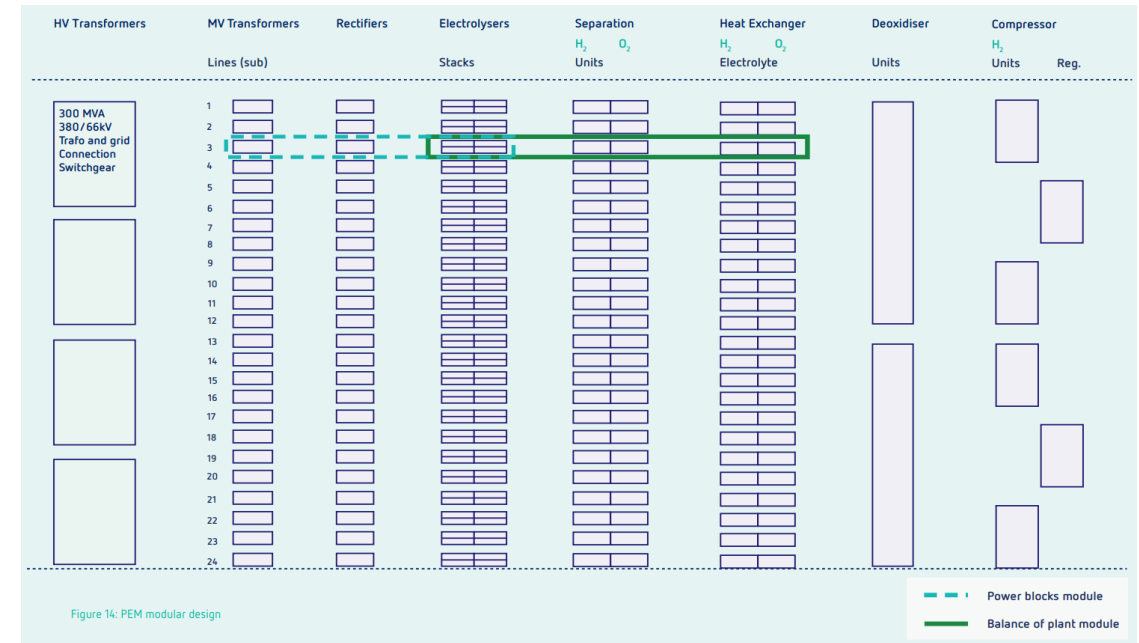 HV Transformers MV Transformers Rectifiers Electrolysers Separation Heat Exchanger Deoxidiser Compressor
H2 O2 H2 O2 H2
Lines (sub) Stacks Units Electrolyte Units Units Reg.
300 MVA
380/66kV
Trafo and grid
Connection
Switchgear
1
2
3
4
5
6
7
8
9
10
11
12
13
14
15
16
17
18
19
20
21
22
23
24
Figure 14: PEM modular design
Power blocks module
Balance of plant module